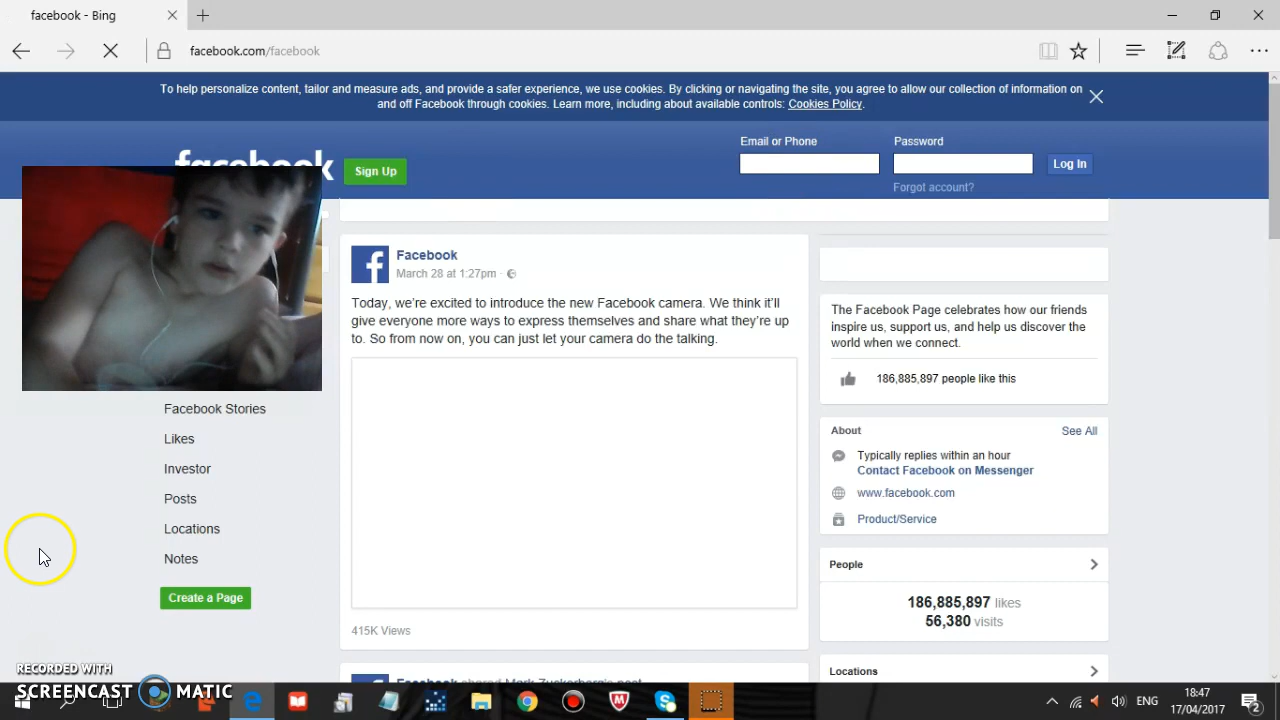 facebook - Bing
facebook.com/facebook
To help personalize content, tailor and measure ads, and provide a safer experience, we use cookies. By clicking or navigating the site, you agree to allow our collection of information on
and off Facebook through cookies. Learn more, including about available controls: Cookies Policy.
Email or Phone
Password
facebook
Sign Up
Log In
Forgot account?
Facebook
March 28 at 1:27pm ·
Today, we're excited to introduce the new Facebook camera. We think it'll
give everyone more ways to express themselves and share what they're up
to. So from now on, you can just let your camera do the talking.
415K Views
Facebook shared Mark Zuckerberg's post
The Facebook Page celebrates how our friends
inspire us, support us, and help us discover the
world when we connect.
186,885,897 people like this
About
See All
Typically replies within an hour
Contact Facebook on Messenger
www.facebook.com
Product/Service
People
186,885,897 likes
56,380 visits
Locations
Facebook Stories
Likes
Investor
Posts
Locations
Notes
Create a Page
RECORDED WITH
SCREENCAST MATIC
ENG
18:47
17/04/2017
2